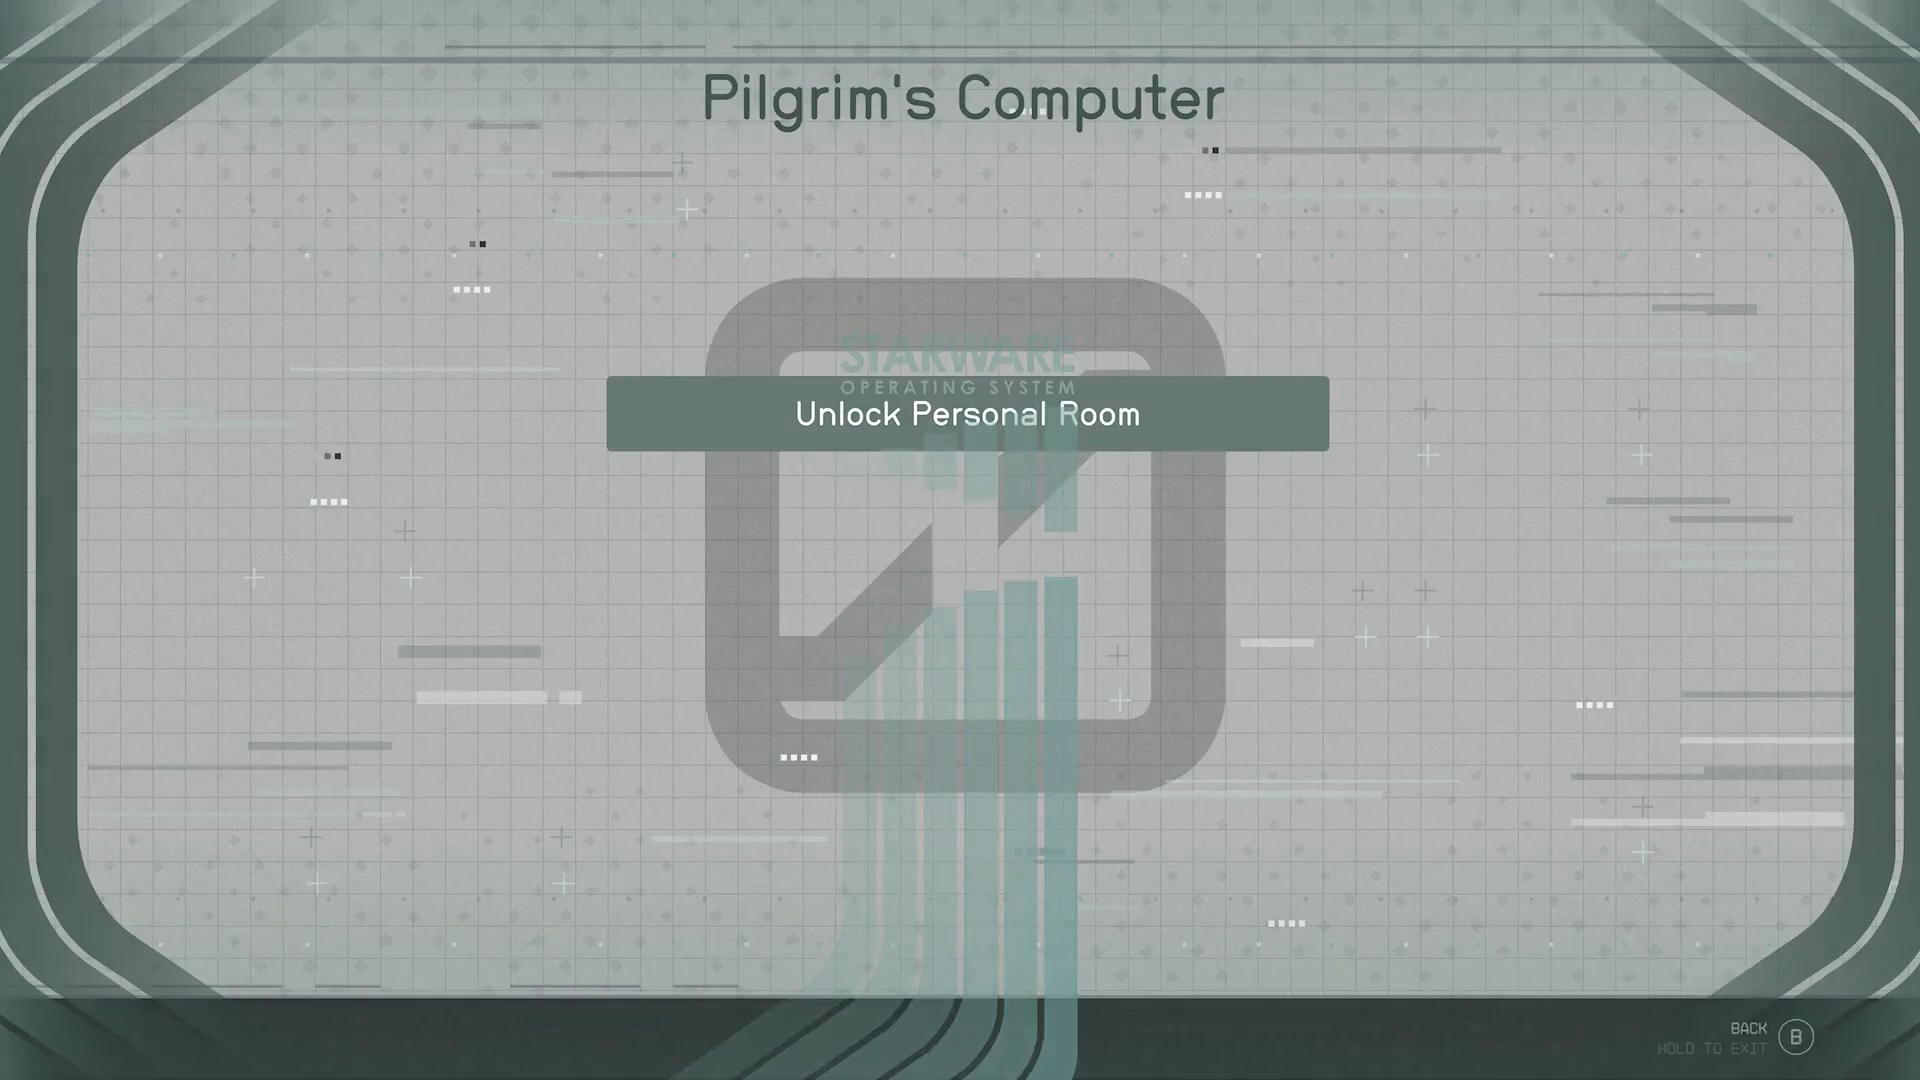 Pilgrim's Computer
STARWARE
OPERATING SYSTEM
Unlock Personal Room
BACK
HOLD TO EXIT
B